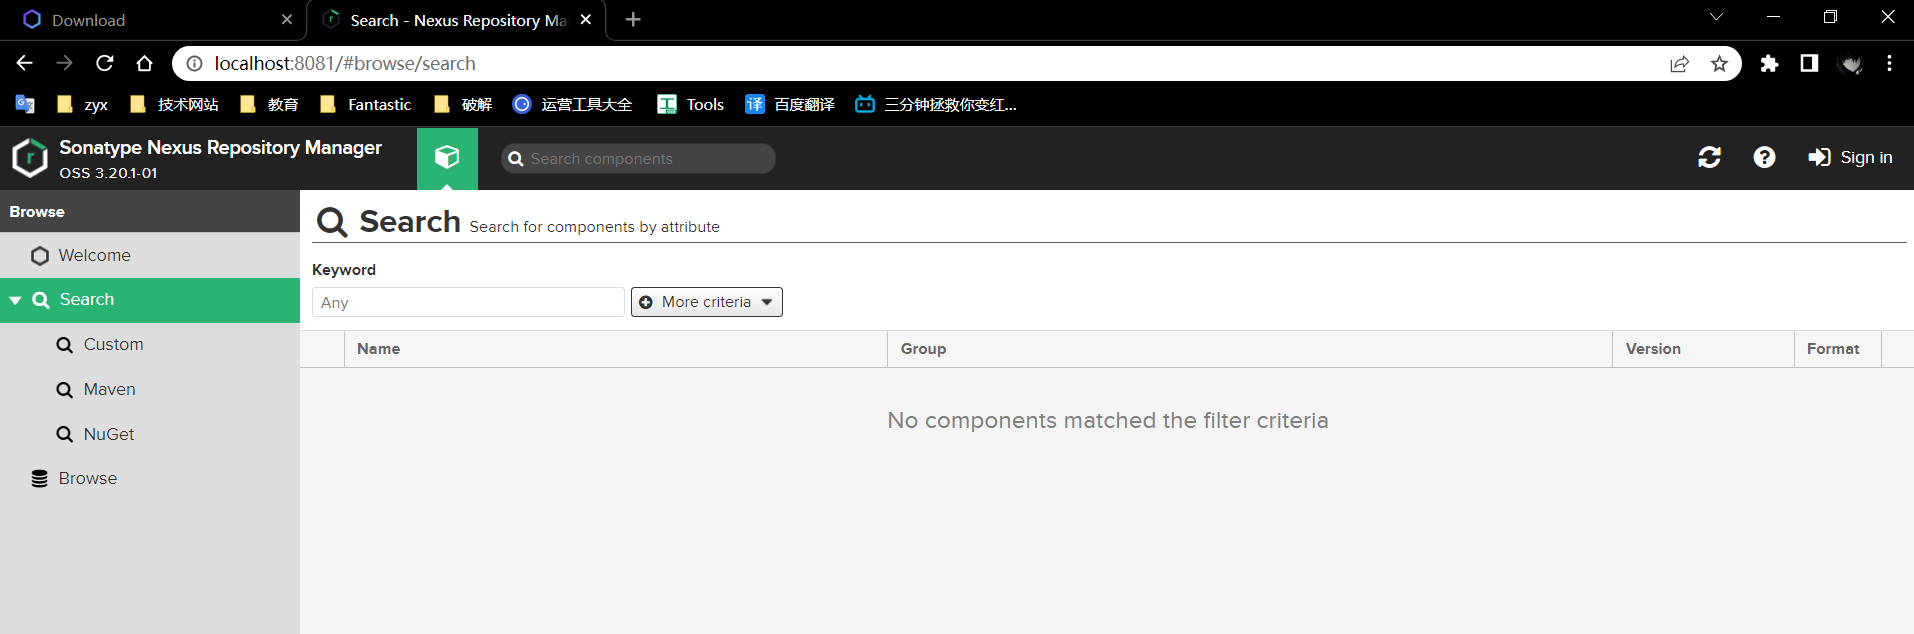 Download
Search - Nexus Repository Ma
localhost:8081/#browse/search
zyx 技术网站 教育 Fantastic 破解 运营工具大全 Tools 百度翻译 三分钟拯救你变红...
Sonatype Nexus Repository Manager
OSS 3.20.1-01
Search components
Sign in
Browse
Welcome
Search
Custom
Maven
NuGet
Browse
Search Search for components by attribute
Keyword
Any
More criteria
Name Group Version Format
No components matched the filter criteria